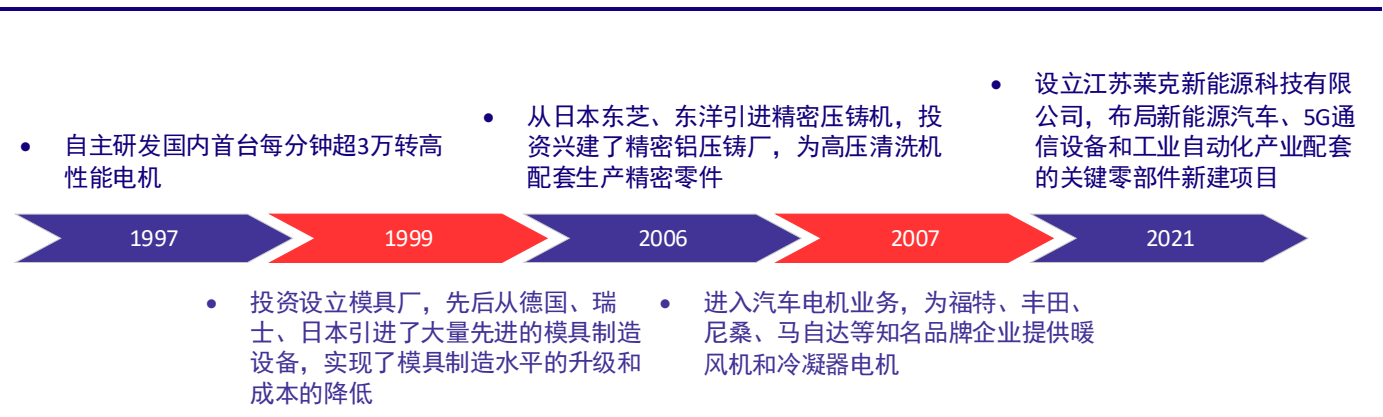 • 自主研发国内首台每分钟超3万转高
性能电机
• 从日本东芝、东洋引进精密压铸机，投
资兴建了精密铝压铸厂，为高压清洗机
配套生产精密零件
• 设立江苏莱克新能源科技有限
公司，布局新能源汽车、5G通
信设备和工业自动化产业配套
的关键零部件新建项目
1997
1999
2006
2007
2021
• 投资设立模具厂，先后从德国、瑞
士、日本引进了大量先进的模具制造
设备，实现了模具制造水平的升级和
成本的降低
• 进入汽车电机业务，为福特、丰田、
尼桑、马自达等知名品牌企业提供暖
风机和冷凝器电机